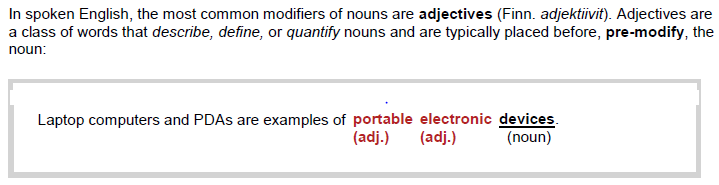 In spoken English, the most common modifiers of nouns are adjectives (Finn. adjektiivit). Adjectives are
a class of words that describe, define, or quantify nouns and are typically placed before, pre-modify, the
noun:
Laptop computers and PDAs are examples of portable electronic devices.
(adj.) (adj.) (noun)